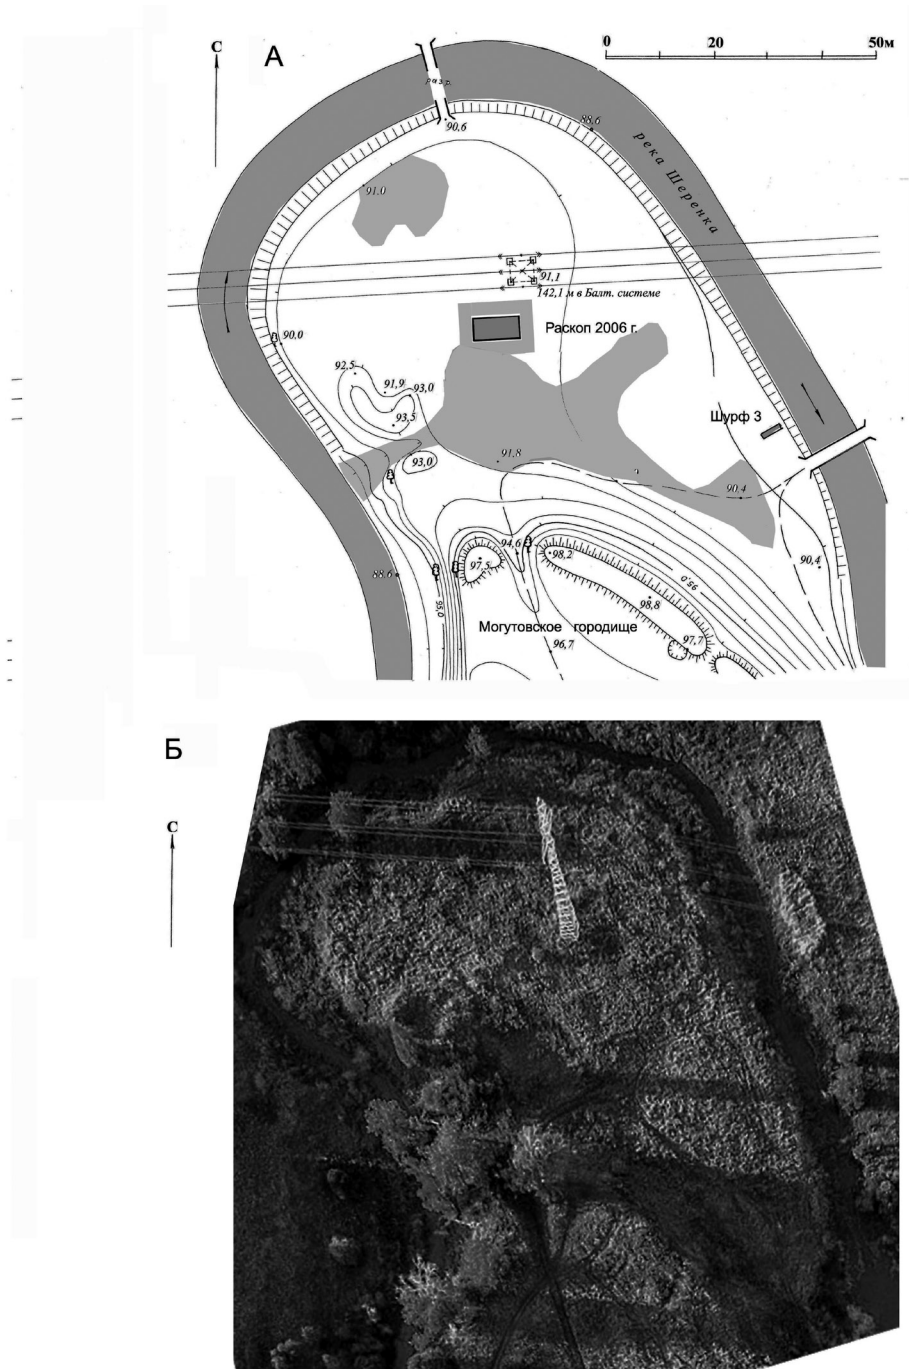 А
С
0 20 50м
разр.
90,6
88,6
река Шеренка
91,0
91,1
142,1 м в Балт. системе
Раскоп 2006 г.
90,0
92,5
91,9
93,0
93,5
Шурф 3
93,0
91,8
90,4
94,6
98,2
97,5
90,4
88,6
95,0
95,0
98,8
Могутовское городище
97,7
96,7
Б
С